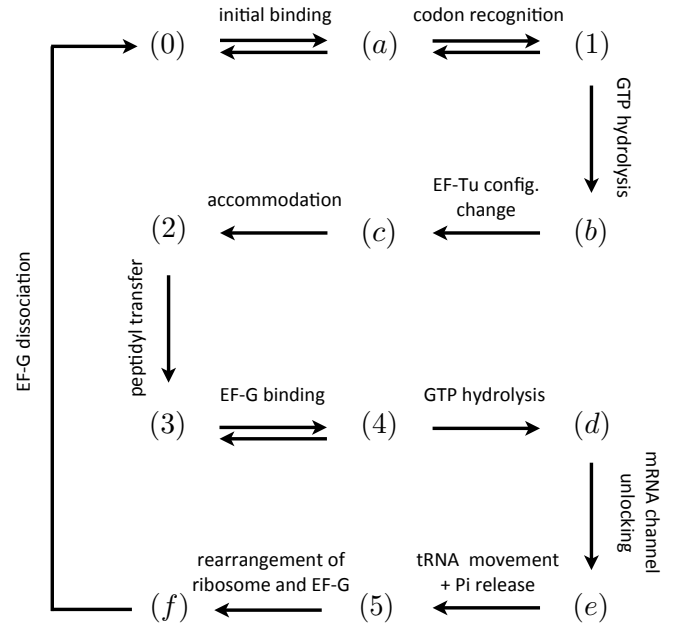 initial binding
codon recognition
(0)
(a)
(1)
GTP hydrolysis
EF-Tu config.
change
accommodation
(2)
(c)
(b)
EF-G dissociation
peptidyl transfer
EF-G binding
GTP hydrolysis
(3)
(4)
(d)
mRNA channel
unlocking
rearrangement of
ribosome and EF-G
tRNA movement
+ Pi release
(f)
(5)
(e)